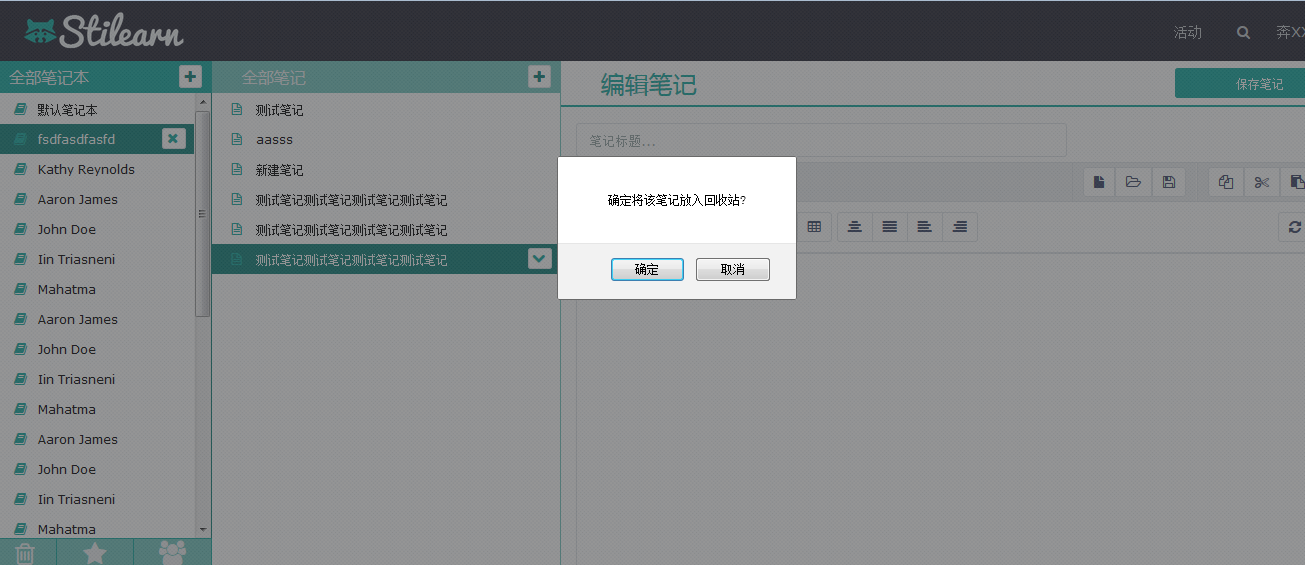 Stilearn
活动
奔XX
全部笔记本
默认笔记本
fsdfasdfasfd
Kathy Reynolds
Aaron James
John Doe
Iin Triasneni
Mahatma
Aaron James
John Doe
Iin Triasneni
Mahatma
Aaron James
John Doe
Iin Triasneni
Mahatma
全部笔记
测试笔记
aasss
新建笔记
测试笔记测试笔记测试笔记测试笔记
测试笔记测试笔记测试笔记测试笔记
测试笔记测试笔记测试笔记测试笔记
编辑笔记
保存笔记
笔记标题...
确定将该笔记放入回收站?
确定
取消